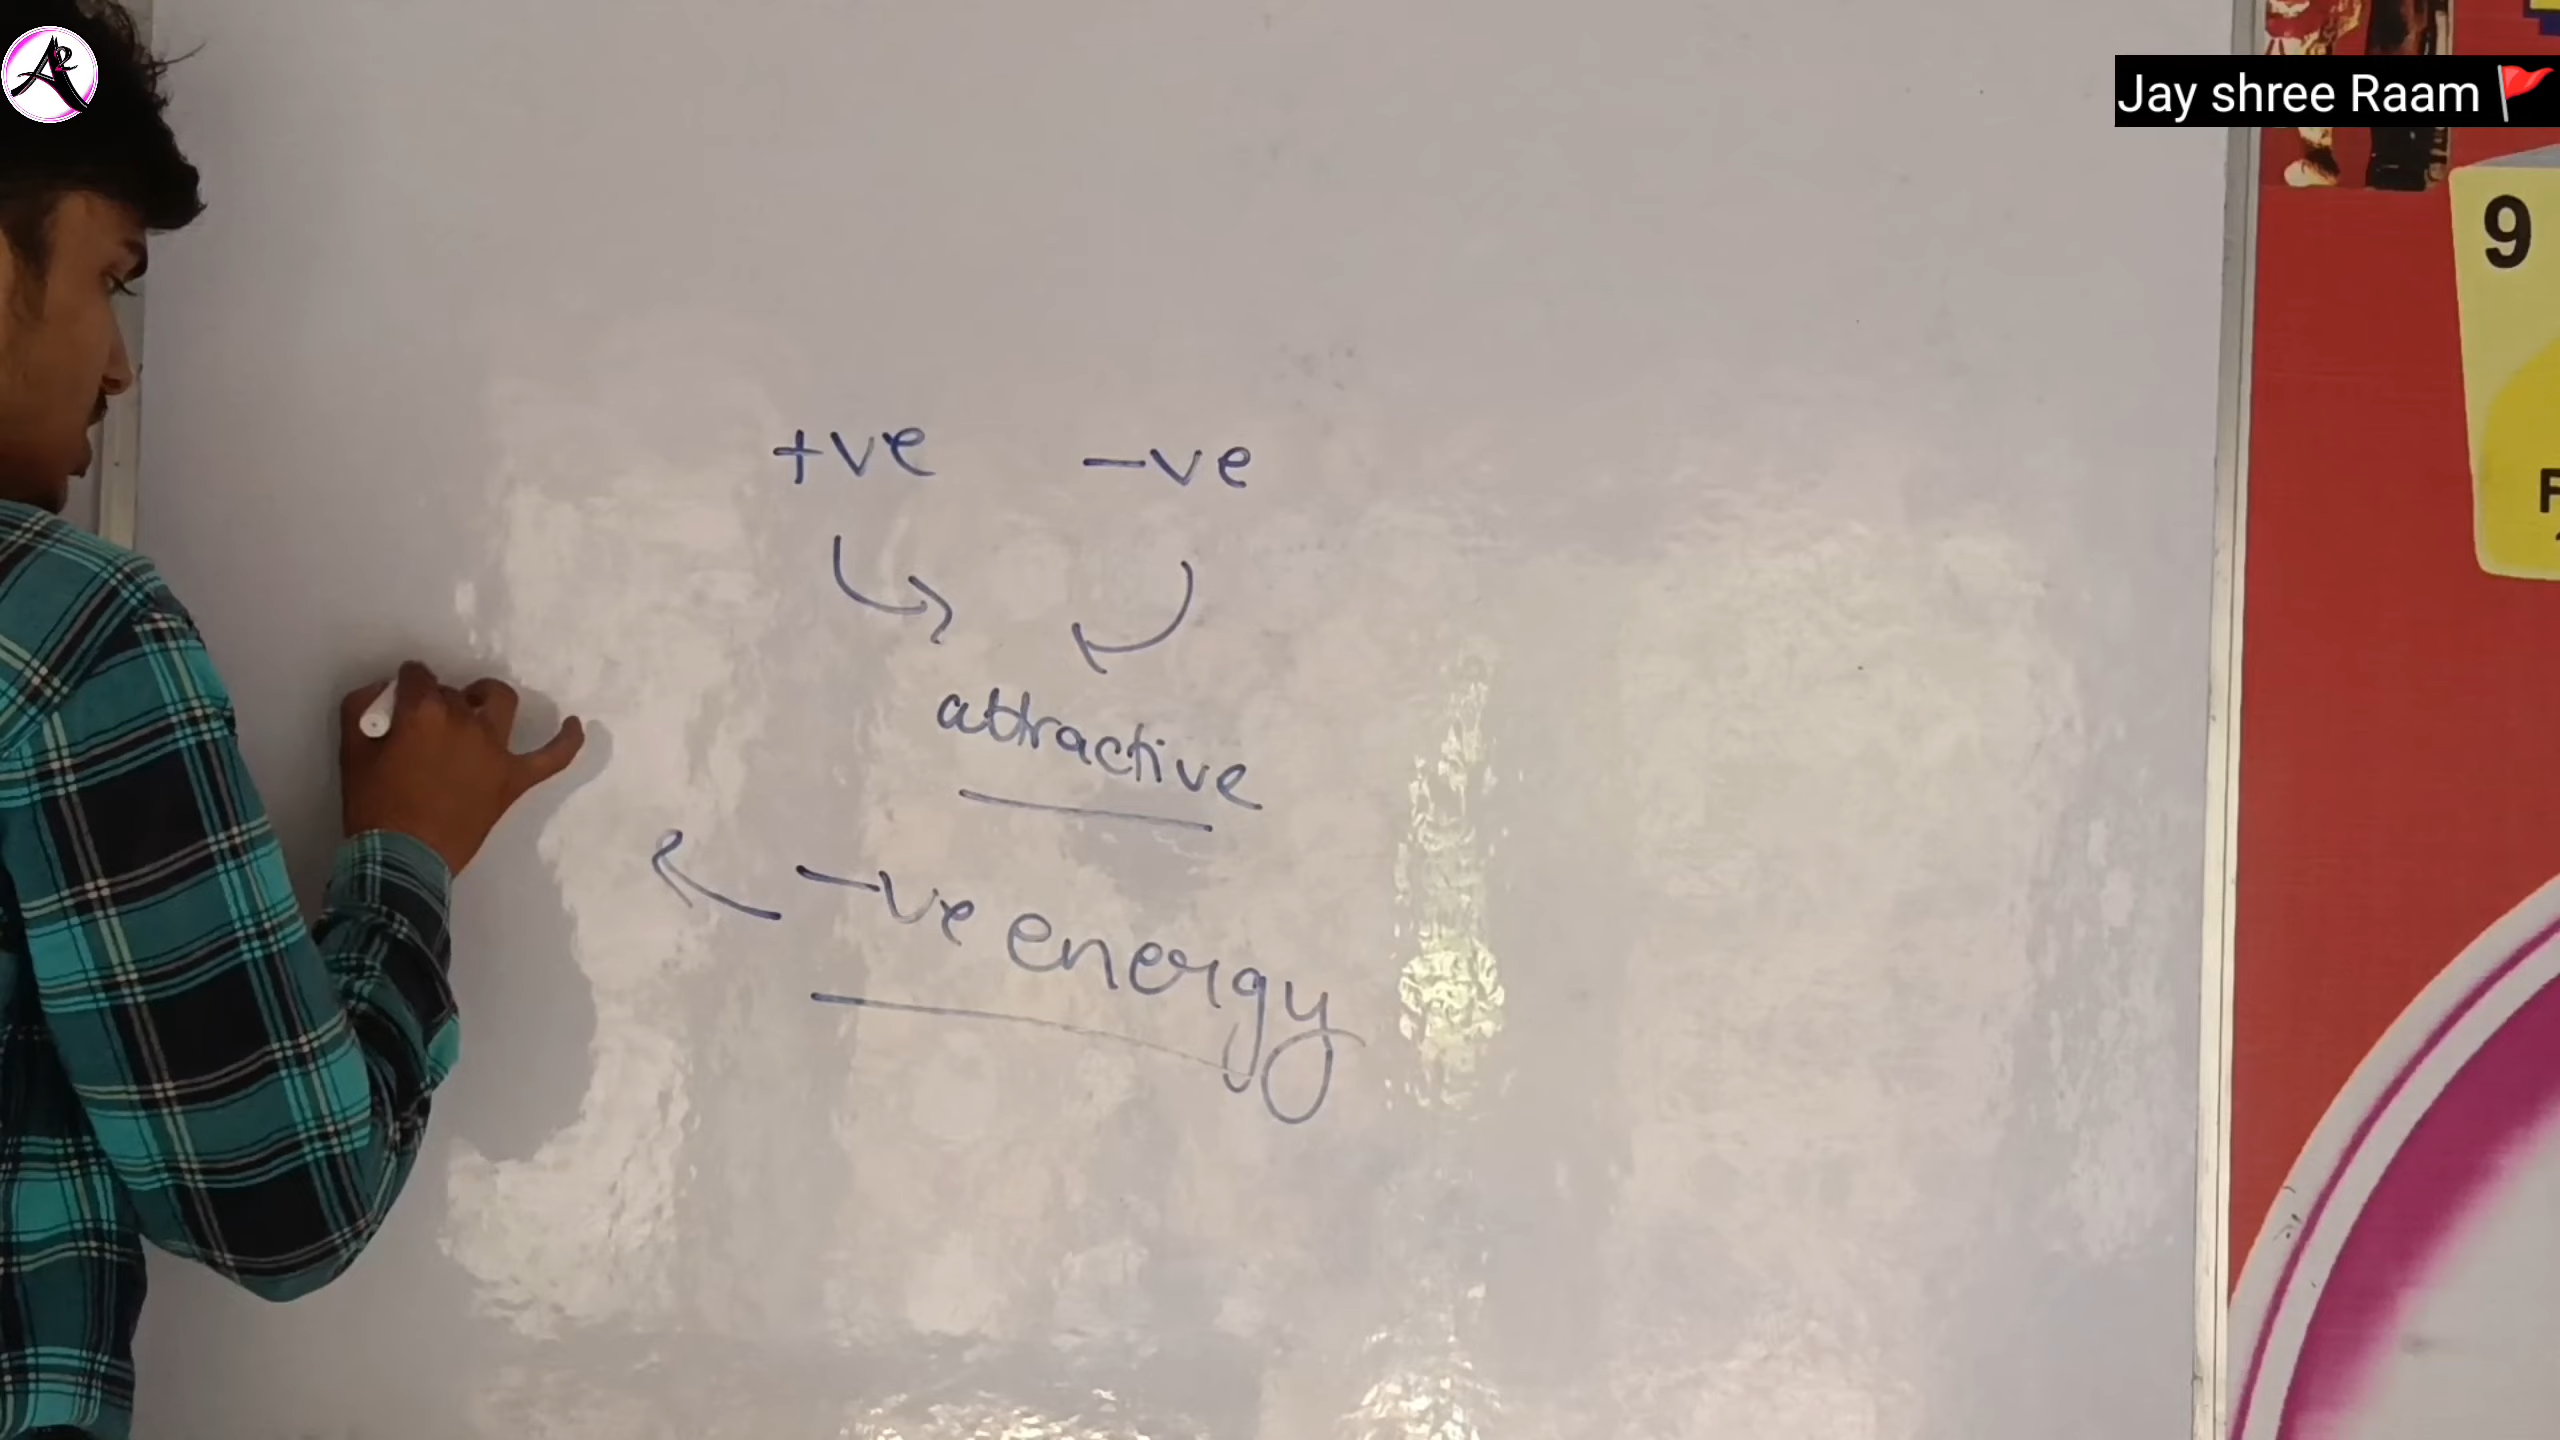 Jay shree Raam 🚩
+ve -ve
attractive
-ve energy
9